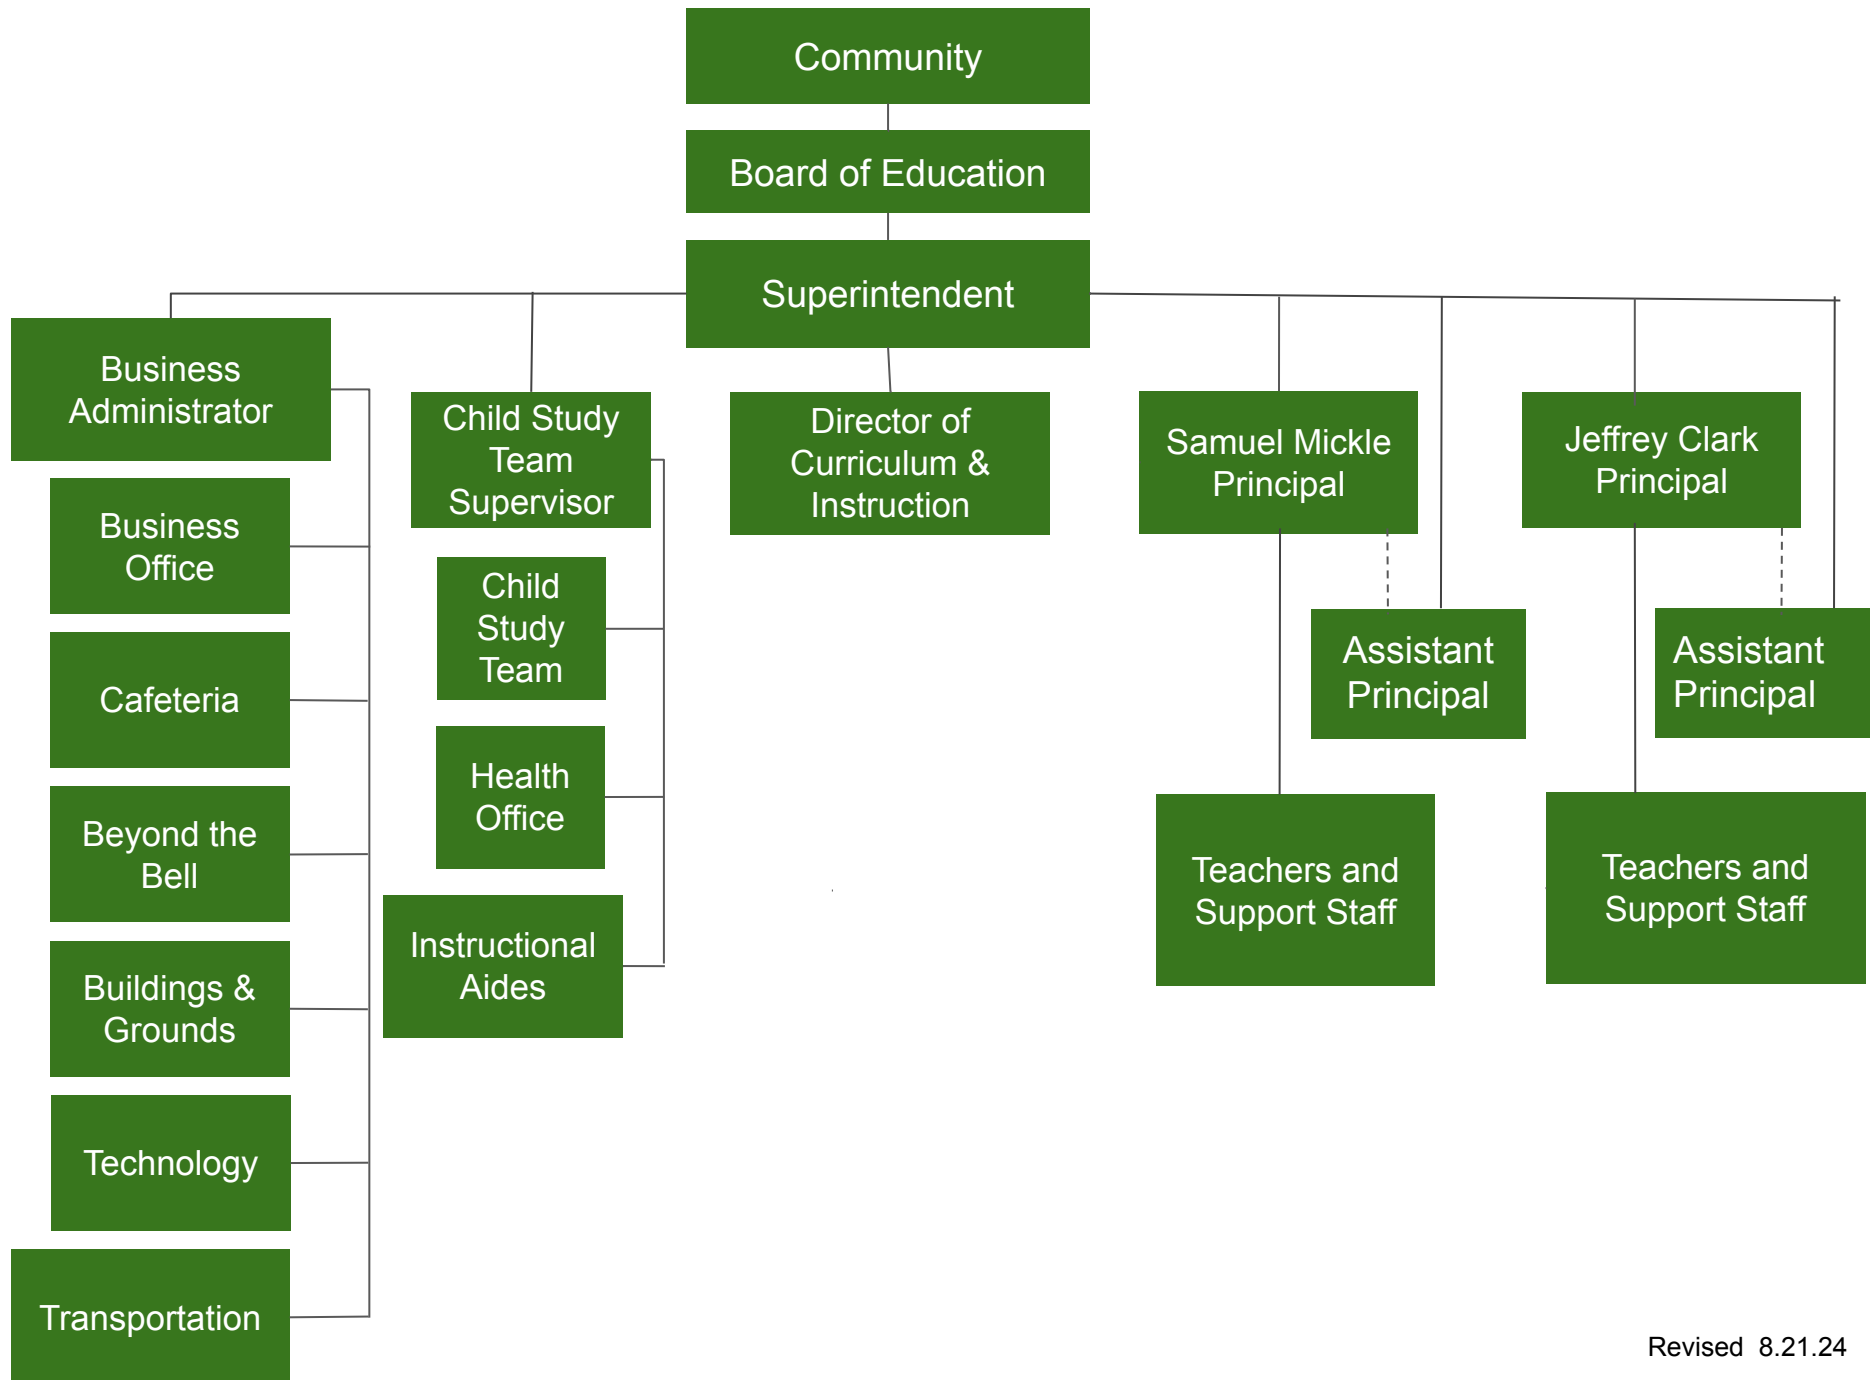 Community
Board of Education
Superintendent
Business
Administrator
Business
Office
Cafeteria
Beyond the
Bell
Buildings &
Grounds
Technology
Transportation
Child Study
Team
Supervisor
Child
Study
Team
Health
Office
Instructional
Aides
Director of
Curriculum &
Instruction
Samuel Mickle
Principal
Assistant
Principal
Teachers and
Support Staff
Jeffrey Clark
Principal
Assistant
Principal
Teachers and
Support Staff
Revised 8.21.24